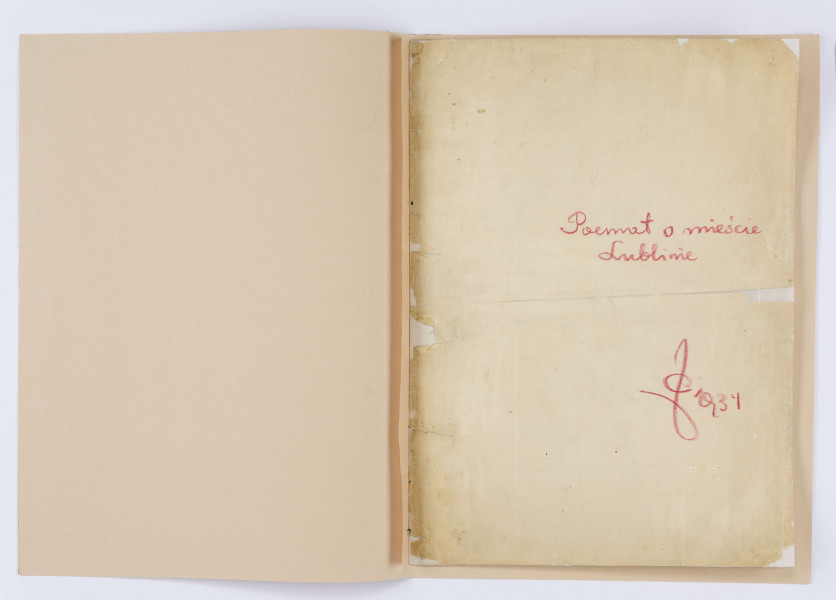 Poemat o mieście
Lublinie
1934